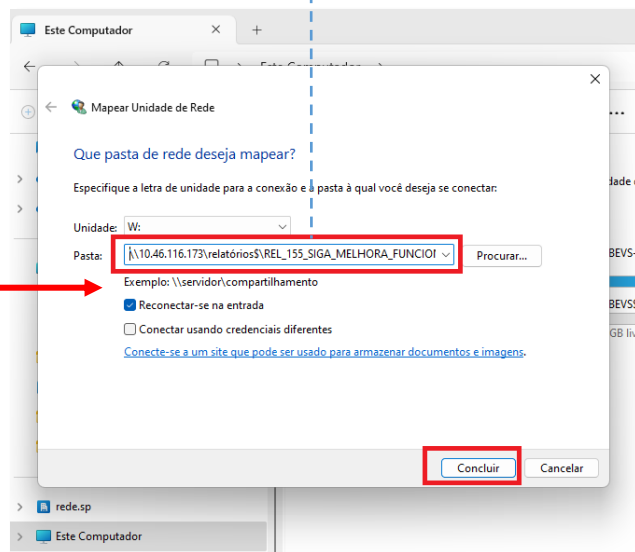 Este Computador
Mapear Unidade de Rede
Que pasta de rede deseja mapear?
Especifique a letra de unidade para a conexão e a pasta à qual você deseja se conectar:
Unidade: W:
Pasta: \\10.46.116.173\relatórios$\REL_155_SIGA_MELHORA_FUNCION Procurar...
Exemplo: \\servidor\compartilhamento
Reconectar-se na entrada
Conectar usando credenciais diferentes
Conecte-se a um site que pode ser usado para armazenar documentos e imagens.
Concluir Cancelar
rede.sp
Este Computador